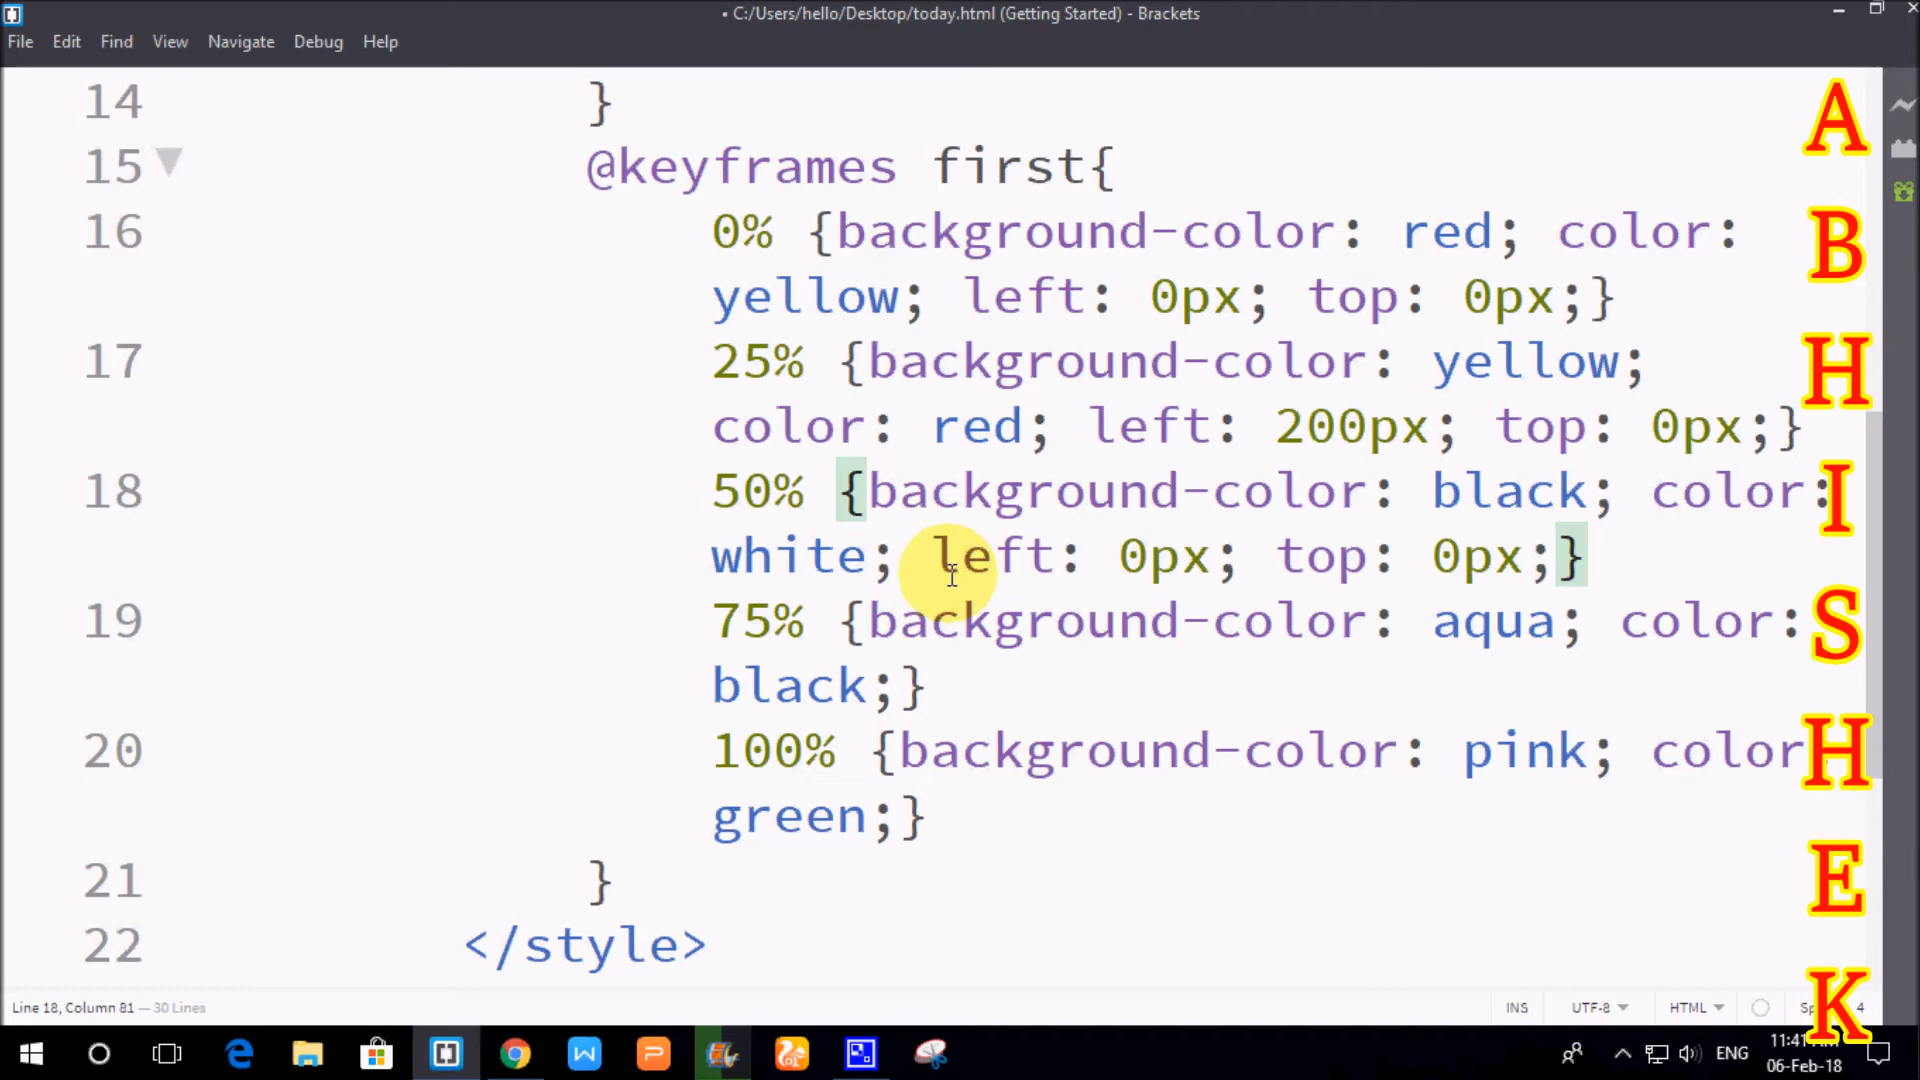 • C:/Users/hello/Desktop/today.html (Getting Started) - Brackets
File Edit Find View Navigate Debug Help
14 }
15 @keyframes first{
16 0% {background-color: red; color:
yellow; left: 0px; top: 0px;}
17 25% {background-color: yellow;
color: red; left: 200px; top: 0px;}
18 50% {background-color: black; color:
white; left: 0px; top: 0px;}
19 75% {background-color: aqua; color:
black;}
20 100% {background-color: pink; color
green;}
21 }
22 </style>
A
B
H
I
S
H
E
K
Line 18, Column 81 — 30 Lines
INS UTF-8 HTML 4
ENG
11:41
06-Feb-18